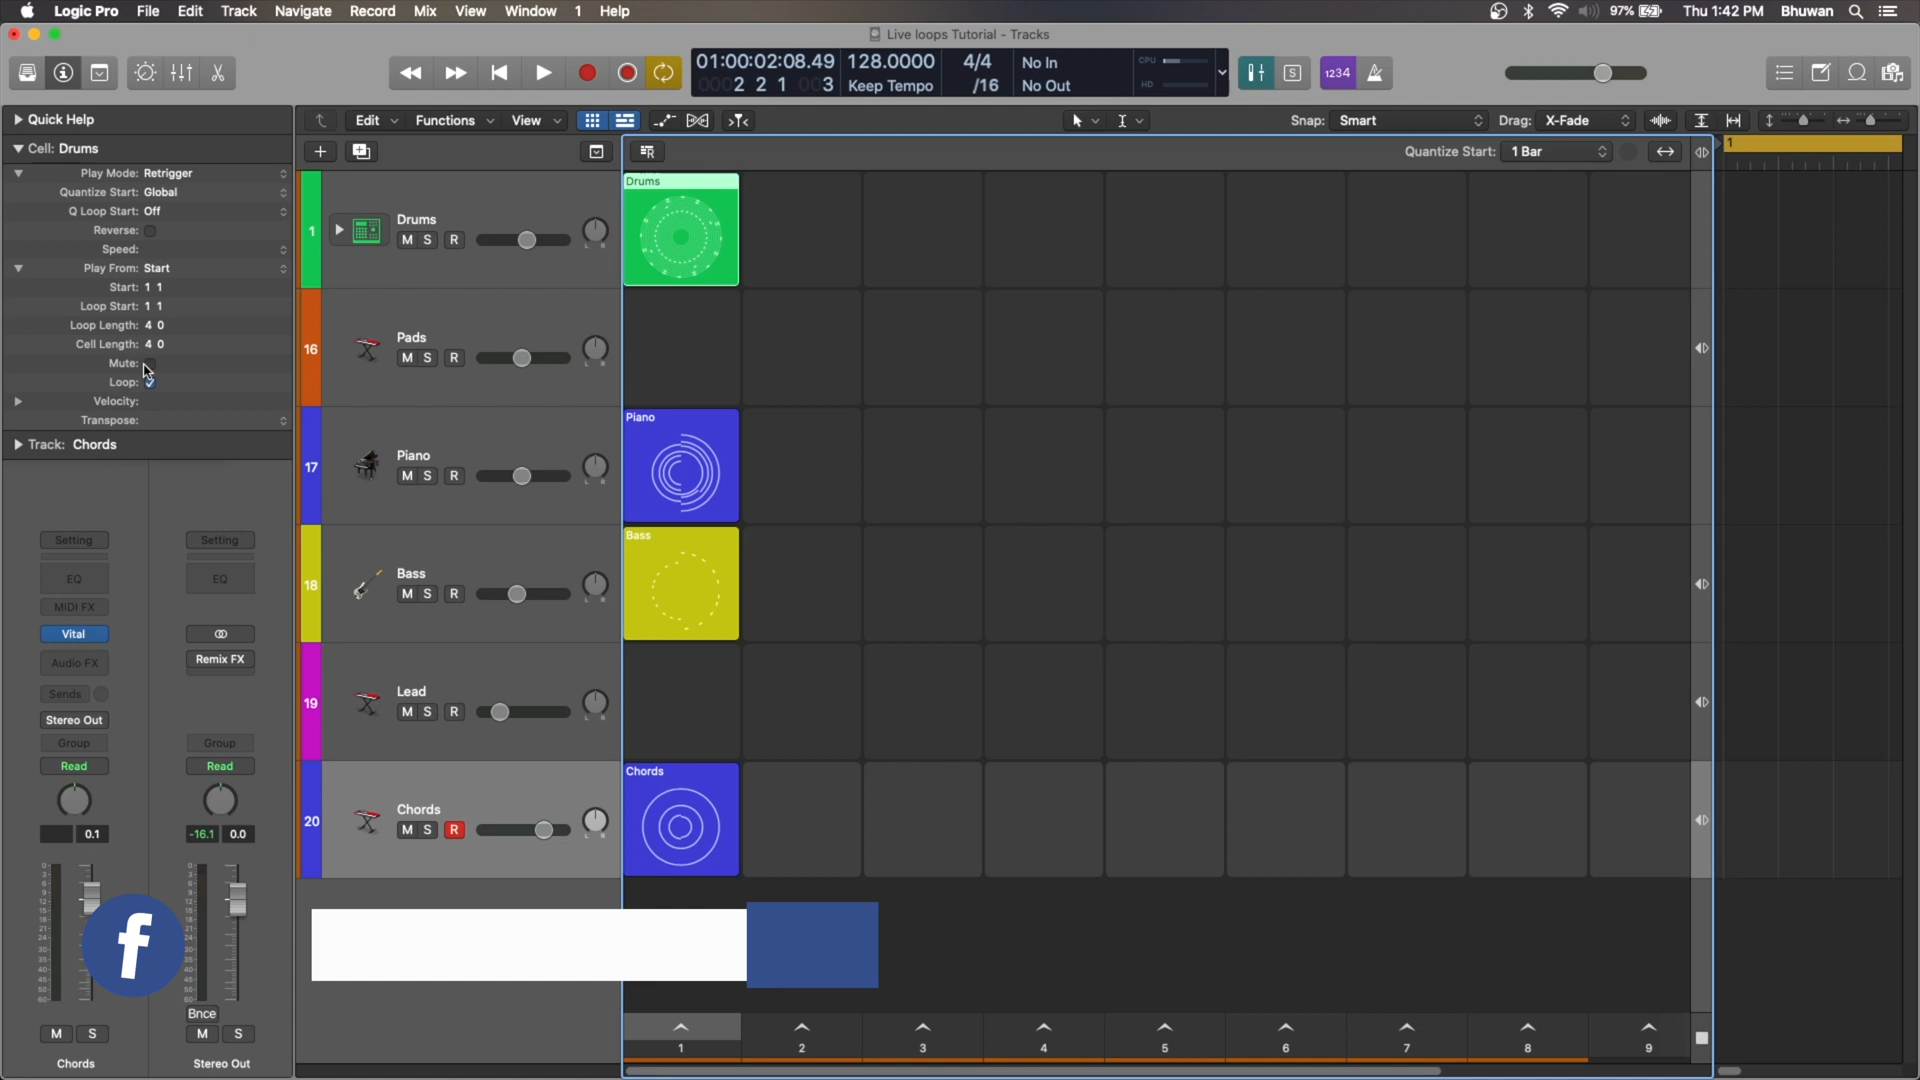 Logic Pro File Edit Track Navigate Record Mix View Window 1 Help
97% Thu 1:42 PM Bhuwan
Live loops Tutorial - Tracks
01:00:02:08.49 128.0000 4/4 No In CPU
0002 2 1 003 Keep Tempo /16 No Out HD
S 1234
Quick Help
Edit Functions View Snap: Smart Drag: X-Fade
Cell: Drums
Quantize Start: 1 Bar
1
Play Mode: Retrigger
Quantize Start: Global
Q Loop Start: Off
Reverse:
Speed:
Play From: Start
Start: 1 1
Loop Start: 1 1
Loop Length: 4 0
Cell Length: 4 0
Mute:
Loop:
Velocity:
Transpose:
Track: Chords
1 Drums
M S R
Drums
16 Pads
M S R
17 Piano
M S R
Piano
18 Bass
M S R
Bass
19 Lead
M S R
20 Chords
M S R
Chords
Setting Setting
EQ EQ
MIDI FX
Vital
Audio FX Remix FX
Sends
Stereo Out
Group Group
Read Read
0.1 -16.1 0.0
f
Bnce
M S M S
Chords Stereo Out
1 2 3 4 5 6 7 8 9